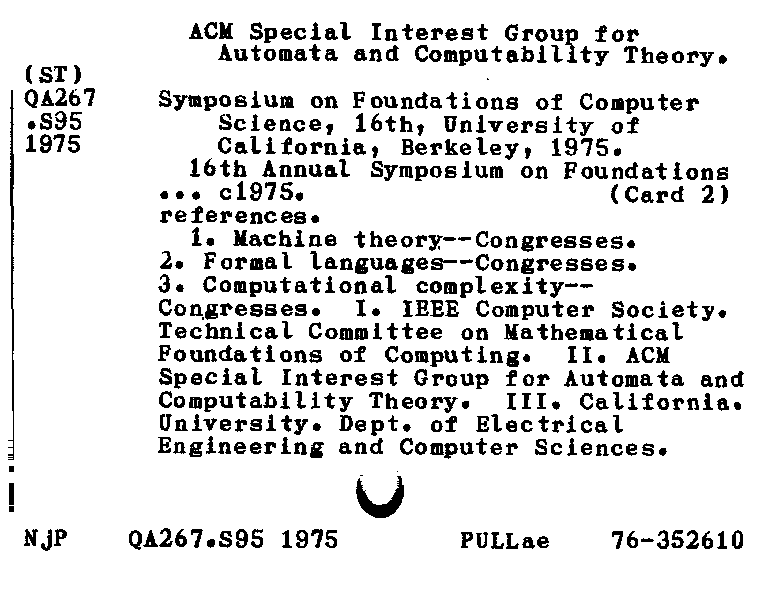 ACM Special Interest Group for
Automata and Computability Theory.
(ST)
QA267 Symposium on Foundations of Computer
.S95 Science, 16th, University of
1975 California, Berkeley, 1975.
16th Annual Symposium on Foundations
... c1975. (Card 2)
references.
1. Machine theory--Congresses.
2. Formal languages--Congresses.
3. Computational complexity--
Congresses. I. IEEE Computer Society.
Technical Committee on Mathematical
Foundations of Computing. II. ACM
Special Interest Group for Automata and
Computability Theory. III. California.
University. Dept. of Electrical
Engineering and Computer Sciences.
NjP QA267.S95 1975 PULLae 76-352610